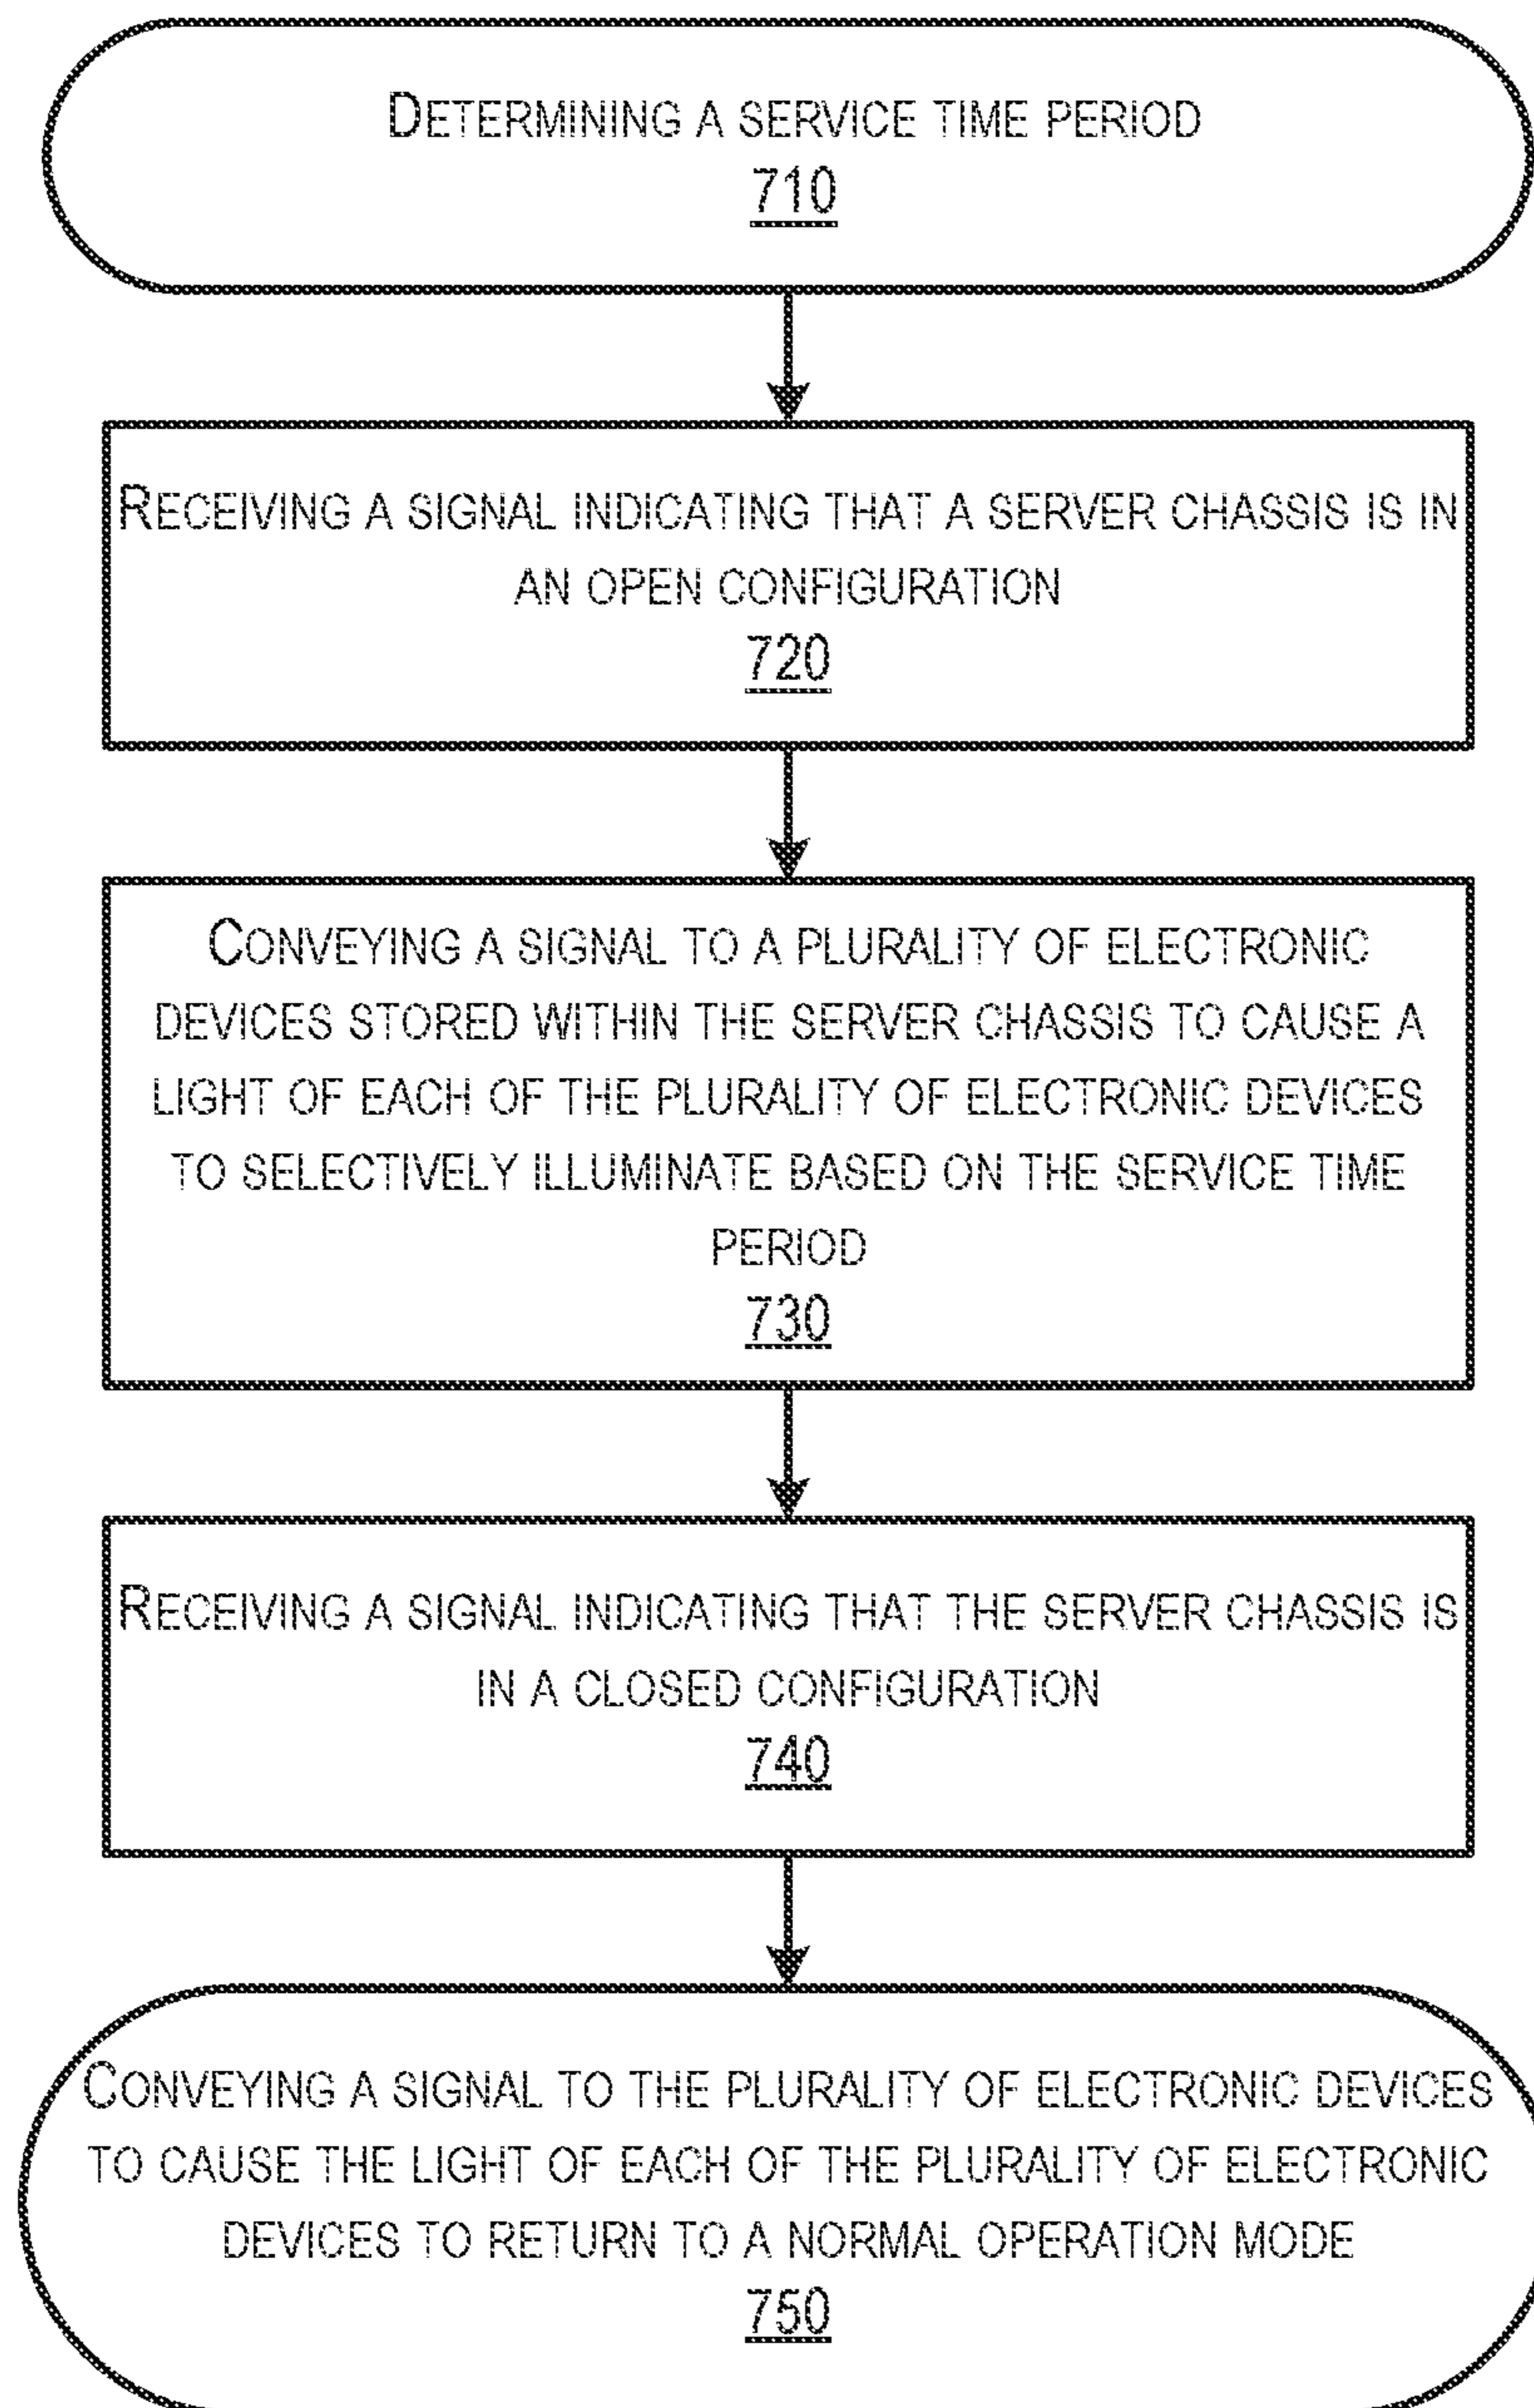 DETERMINING A SERVICE TIME PERIOD
710
RECEIVING A SIGNAL INDICATING THAT A SERVER CHASSIS IS IN
AN OPEN CONFIGURATION
720
CONVEYING A SIGNAL TO A PLURALITY OF ELECTRONIC
DEVICES STORED WITHIN THE SERVER CHASSIS TO CAUSE A
LIGHT OF EACH OF THE PLURALITY OF ELECTRONIC DEVICES
TO SELECTIVELY ILLUMINATE BASED ON THE SERVICE TIME
PERIOD
730
RECEIVING A SIGNAL INDICATING THAT THE SERVER CHASSIS IS
IN A CLOSED CONFIGURATION
740
CONVEYING A SIGNAL TO THE PLURALITY OF ELECTRONIC DEVICES
TO CAUSE THE LIGHT OF EACH OF THE PLURALITY OF ELECTRONIC
DEVICES TO RETURN TO A NORMAL OPERATION MODE
750